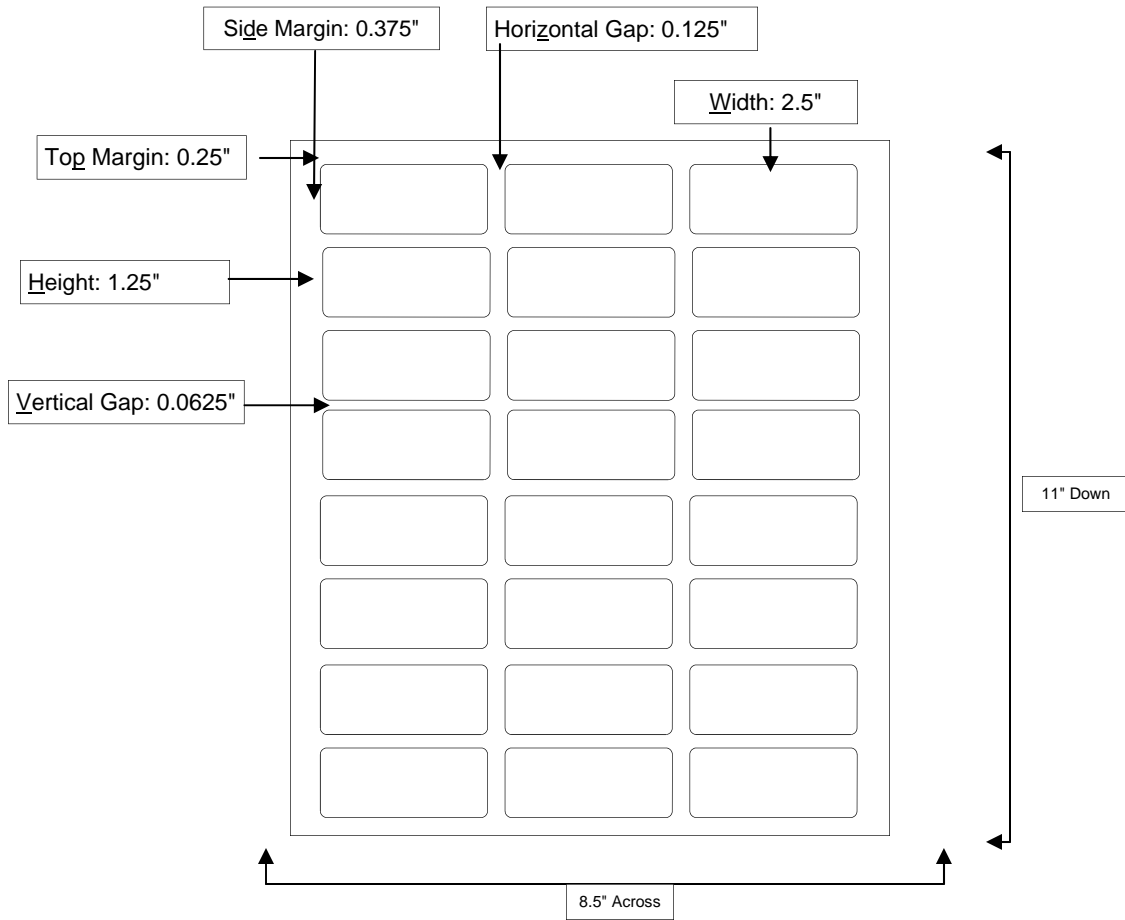 Side Margin: 0.375"
Horizontal Gap: 0.125"
Width: 2.5"
Top Margin: 0.25"
Height: 1.25"
Vertical Gap: 0.0625"
11" Down
8.5" Across